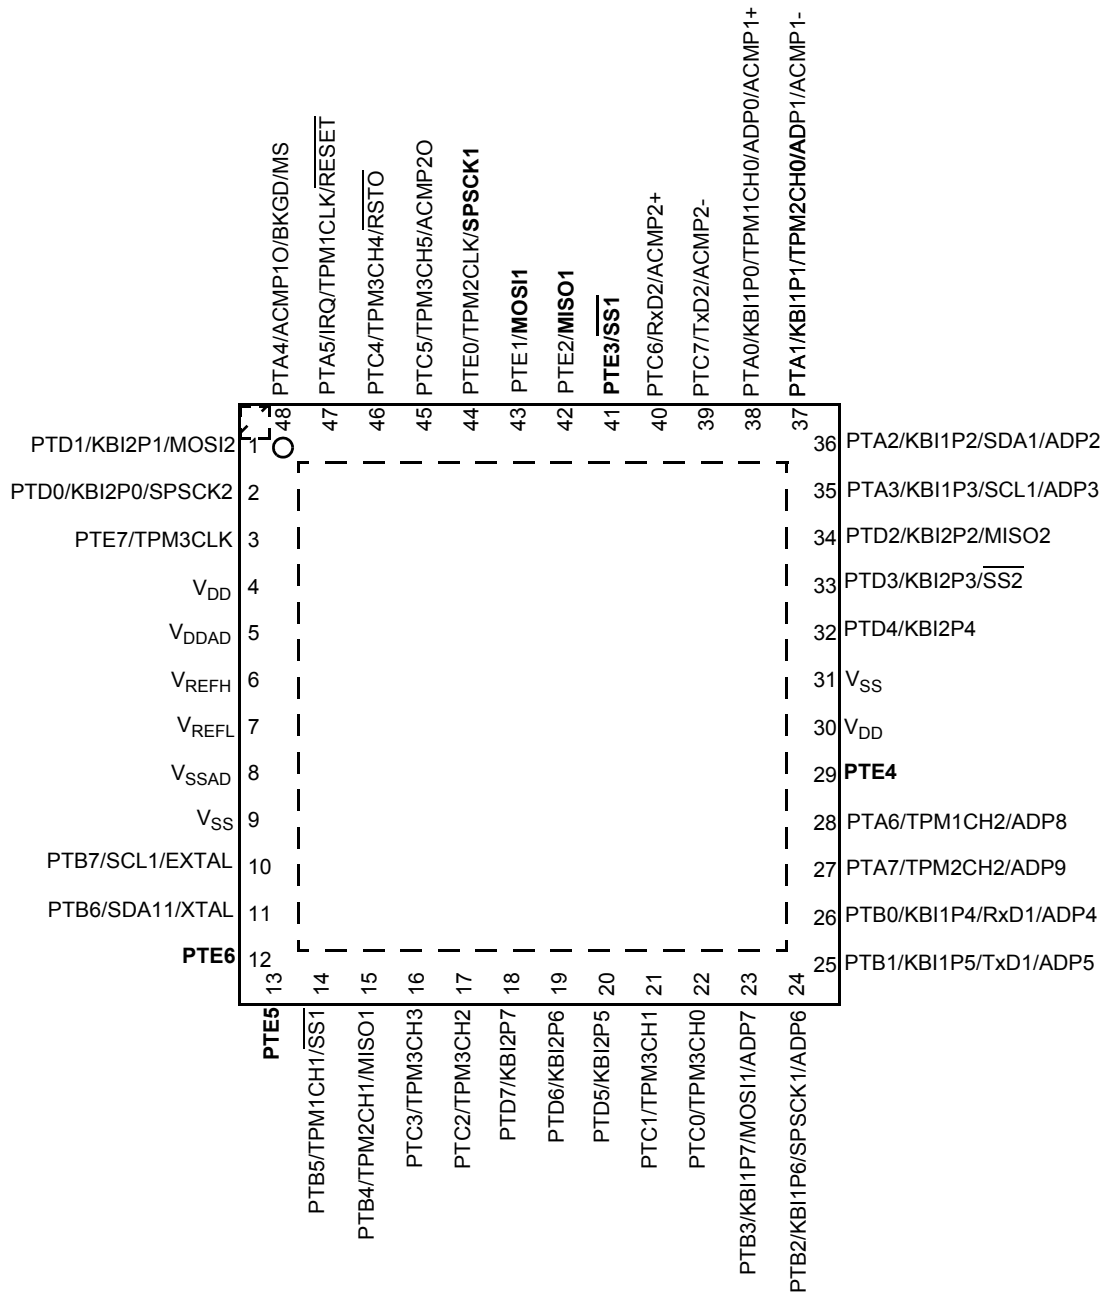 PTA4/ACMP1O/BKGD/MS
PTA5/IRQ/TPM1CLK/RESET
PTC4/TPM3CH4/RSTO
PTC5/TPM3CH5/ACMP2O
PTE0/TPM2CLK/SPSCK1
PTE1/MOSI1
PTE2/MISO1
PTE3/SS1
PTC6/RxD2/ACMP2+
PTC7/TxD2/ACMP2-
PTA0/KBI1P0/TPM1CH0/ADP0/ACMP1+
PTA1/KBI1P1/TPM2CH0/ADP1/ACMP1-
48
47
46
45
44
43
42
41
40
39
38
37
PTD1/KBI2P1/MOSI2 1
PTD0/KBI2P0/SPSCK2 2
PTE7/TPM3CLK 3
VDD 4
VDDAD 5
VREFH 6
VREFL 7
VSSAD 8
VSS 9
PTB7/SCL1/EXTAL 10
PTB6/SDA11/XTAL 11
PTE6 12
36 PTA2/KBI1P2/SDA1/ADP2
35 PTA3/KBI1P3/SCL1/ADP3
34 PTD2/KBI2P2/MISO2
33 PTD3/KBI2P3/SS2
32 PTD4/KBI2P4
31 VSS
30 VDD
29 PTE4
28 PTA6/TPM1CH2/ADP8
27 PTA7/TPM2CH2/ADP9
26 PTB0/KBI1P4/RxD1/ADP4
25 PTB1/KBI1P5/TxD1/ADP5
13
14
15
16
17
18
19
20
21
22
23
24
PTE5
PTB5/TPM1CH1/SS1
PTB4/TPM2CH1/MISO1
PTC3/TPM3CH3
PTC2/TPM3CH2
PTD7/KBI2P7
PTD6/KBI2P6
PTD5/KBI2P5
PTC1/TPM3CH1
PTC0/TPM3CH0
PTB3/KBI1P7/MOSI1/ADP7
PTB2/KBI1P6/SPSCK1/ADP6